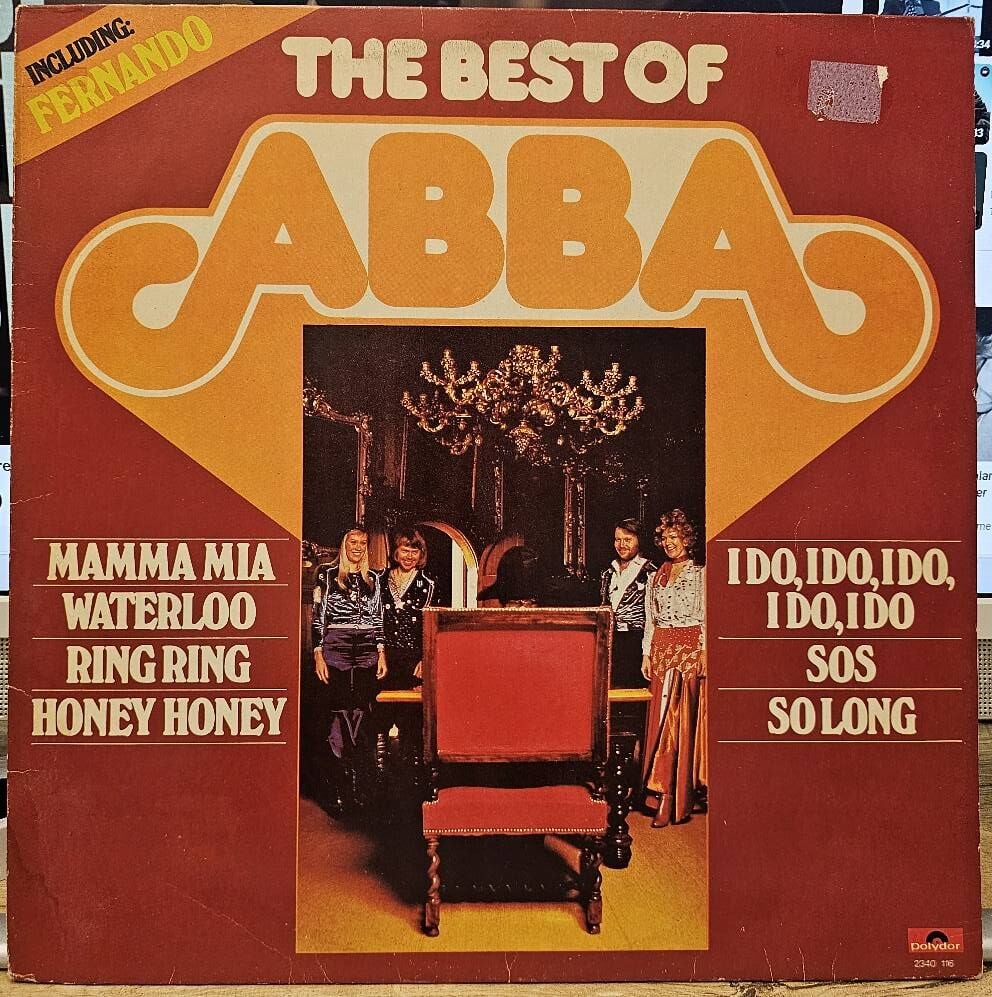 INCLUDING:
FERNANDO
THE BEST OF
ABBA
MAMMA MIA
WATERLOO
RING RING
HONEY HONEY
I DO, I DO, I DO,
I DO, I DO
SOS
SO LONG
polydor
2340 116